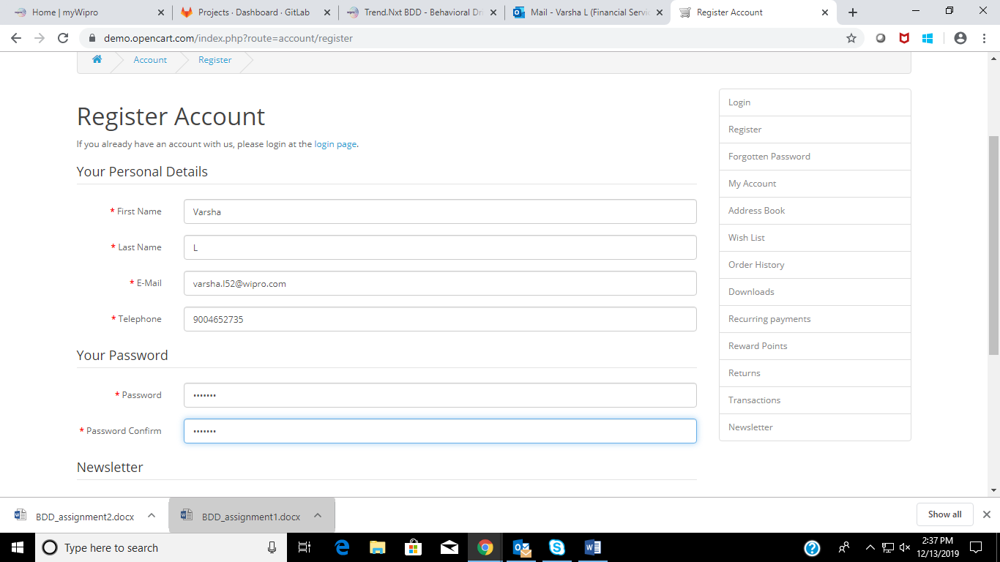 Home | myWipro
Projects · Dashboard · GitLab
Trend.Nxt BDD - Behavioral Dri
Mail - Varsha L (Financial Servic
Register Account
demo.opencart.com/index.php?route=account/register
Account
Register
Register Account
If you already have an account with us, please login at the login page.
Your Personal Details
* First Name
Varsha
* Last Name
L
* E-Mail
varsha.l52@wipro.com
* Telephone
9004652735
Your Password
* Password
•••••••
* Password Confirm
•••••••
Newsletter
Login
Register
Forgotten Password
My Account
Address Book
Wish List
Order History
Downloads
Recurring payments
Reward Points
Returns
Transactions
Newsletter
BDD_assignment2.docx
BDD_assignment1.docx
Show all
Type here to search
2:37 PM
12/13/2019